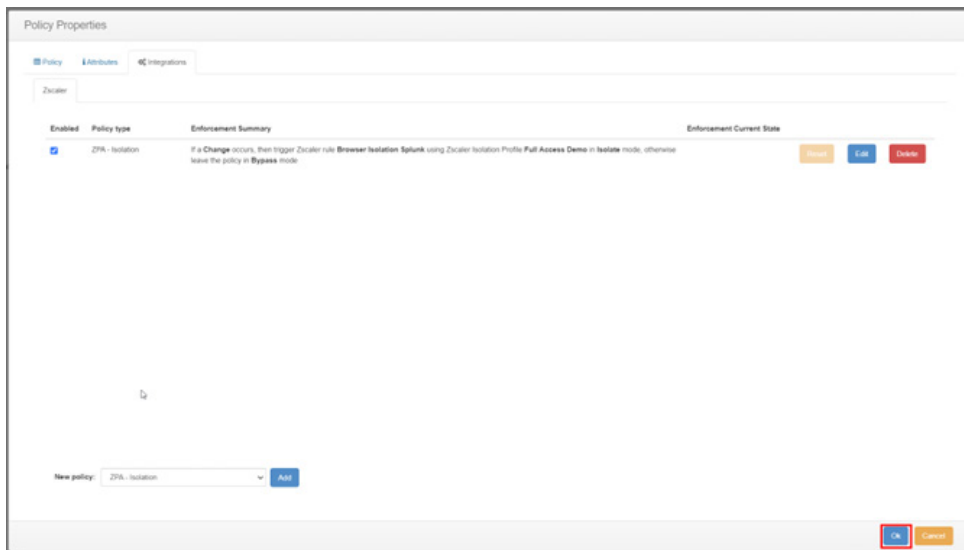 Policy Properties
Policy Attributes Integrations
Zscaler
Enabled Policy type Enforcement Summary Enforcement Current State
ZPA - Isolation If a Change occurs, then trigger Zscaler rule Browser Isolation Splunk using Zscaler Isolation Profile Full Access Demo in Isolate mode, otherwise Reset Edit Delete
leave the policy in Bypass mode
New policy: ZPA - Isolation Add
Ok Cancel